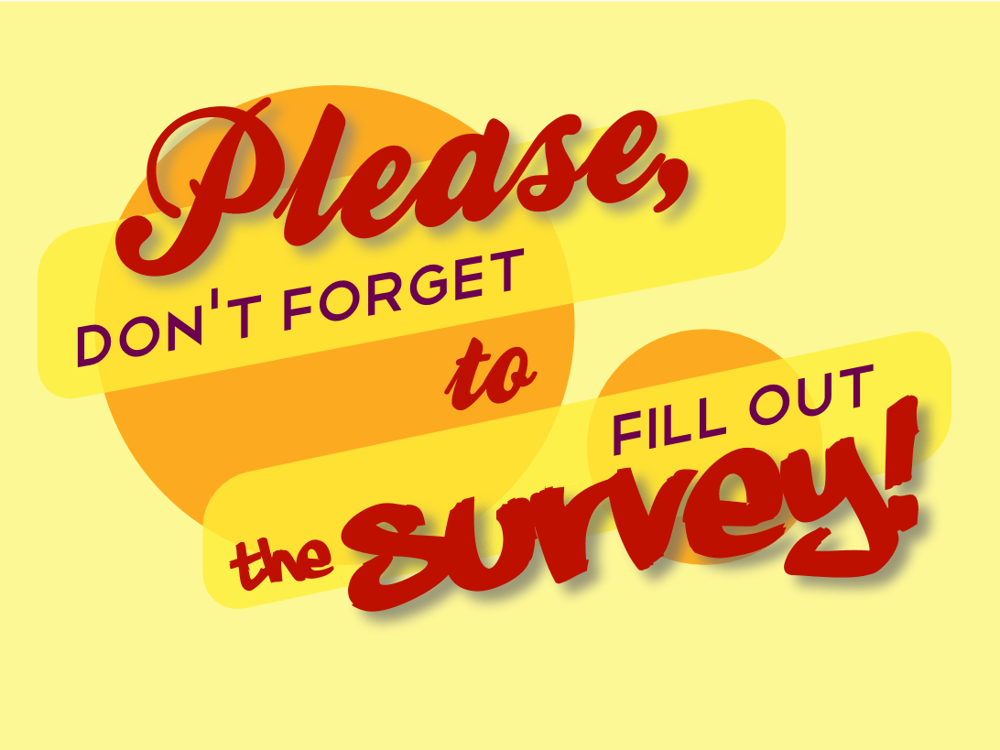 Please,
DON'T FORGET
to
FILL OUT
the survey!